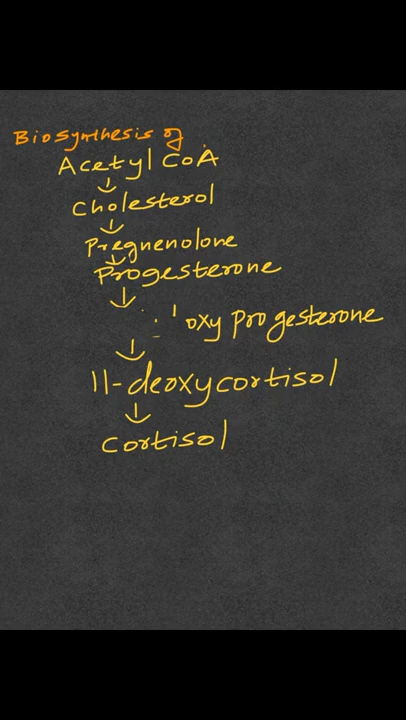 Biosynthesis of
Acetyl CoA
Cholesterol
Pregnenolone
Progesterone
oxy progesterone
11-deoxycortisol
Cortisol